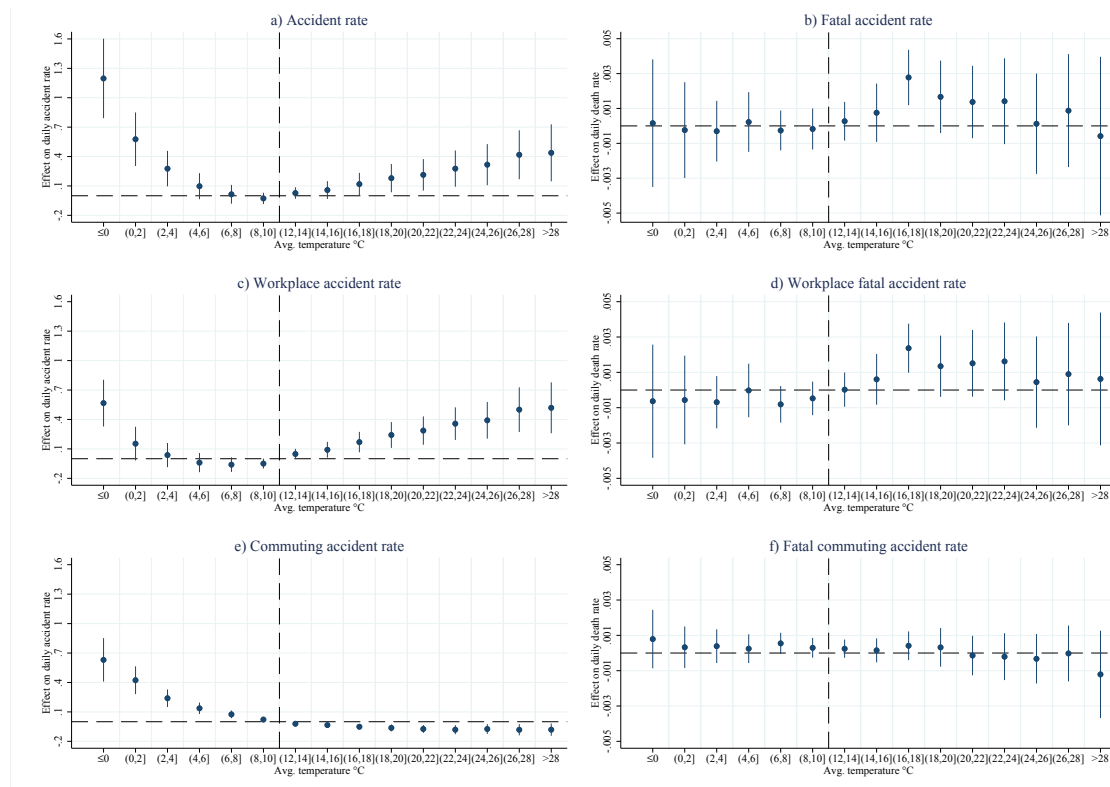 a) Accident rate
Effect on daily accident rate
1.6
1.3
1
.7
.4
.1
-.2
≤0 (0,2] (2,4] (4,6] (6,8] (8,10] (12,14] (14,16] (16,18] (18,20] (20,22] (22,24] (24,26] (26,28] >28
Avg. temperature °C
b) Fatal accident rate
Effect on daily death rate
.005
.003
.001
-.001
-.003
-.005
≤0 (0,2] (2,4] (4,6] (6,8] (8,10] (12,14] (14,16] (16,18] (18,20] (20,22] (22,24] (24,26] (26,28] >28
Avg. temperature °C
c) Workplace accident rate
Effect on daily accident rate
1.6
1.3
1
.7
.4
.1
-.2
≤0 (0,2] (2,4] (4,6] (6,8] (8,10] (12,14] (14,16] (16,18] (18,20] (20,22] (22,24] (24,26] (26,28] >28
Avg. temperature °C
d) Workplace fatal accident rate
Effect on daily death rate
.005
.003
.001
-.001
-.003
-.005
≤0 (0,2] (2,4] (4,6] (6,8] (8,10] (12,14] (14,16] (16,18] (18,20] (20,22] (22,24] (24,26] (26,28] >28
Avg. temperature °C
e) Commuting accident rate
Effect on daily accident rate
1.6
1.3
1
.7
.4
.1
-.2
≤0 (0,2] (2,4] (4,6] (6,8] (8,10] (12,14] (14,16] (16,18] (18,20] (20,22] (22,24] (24,26] (26,28] >28
Avg. temperature °C
f) Fatal commuting accident rate
Effect on daily death rate
.005
.003
.001
-.001
-.003
-.005
≤0 (0,2] (2,4] (4,6] (6,8] (8,10] (12,14] (14,16] (16,18] (18,20] (20,22] (22,24] (24,26] (26,28] >28
Avg. temperature °C